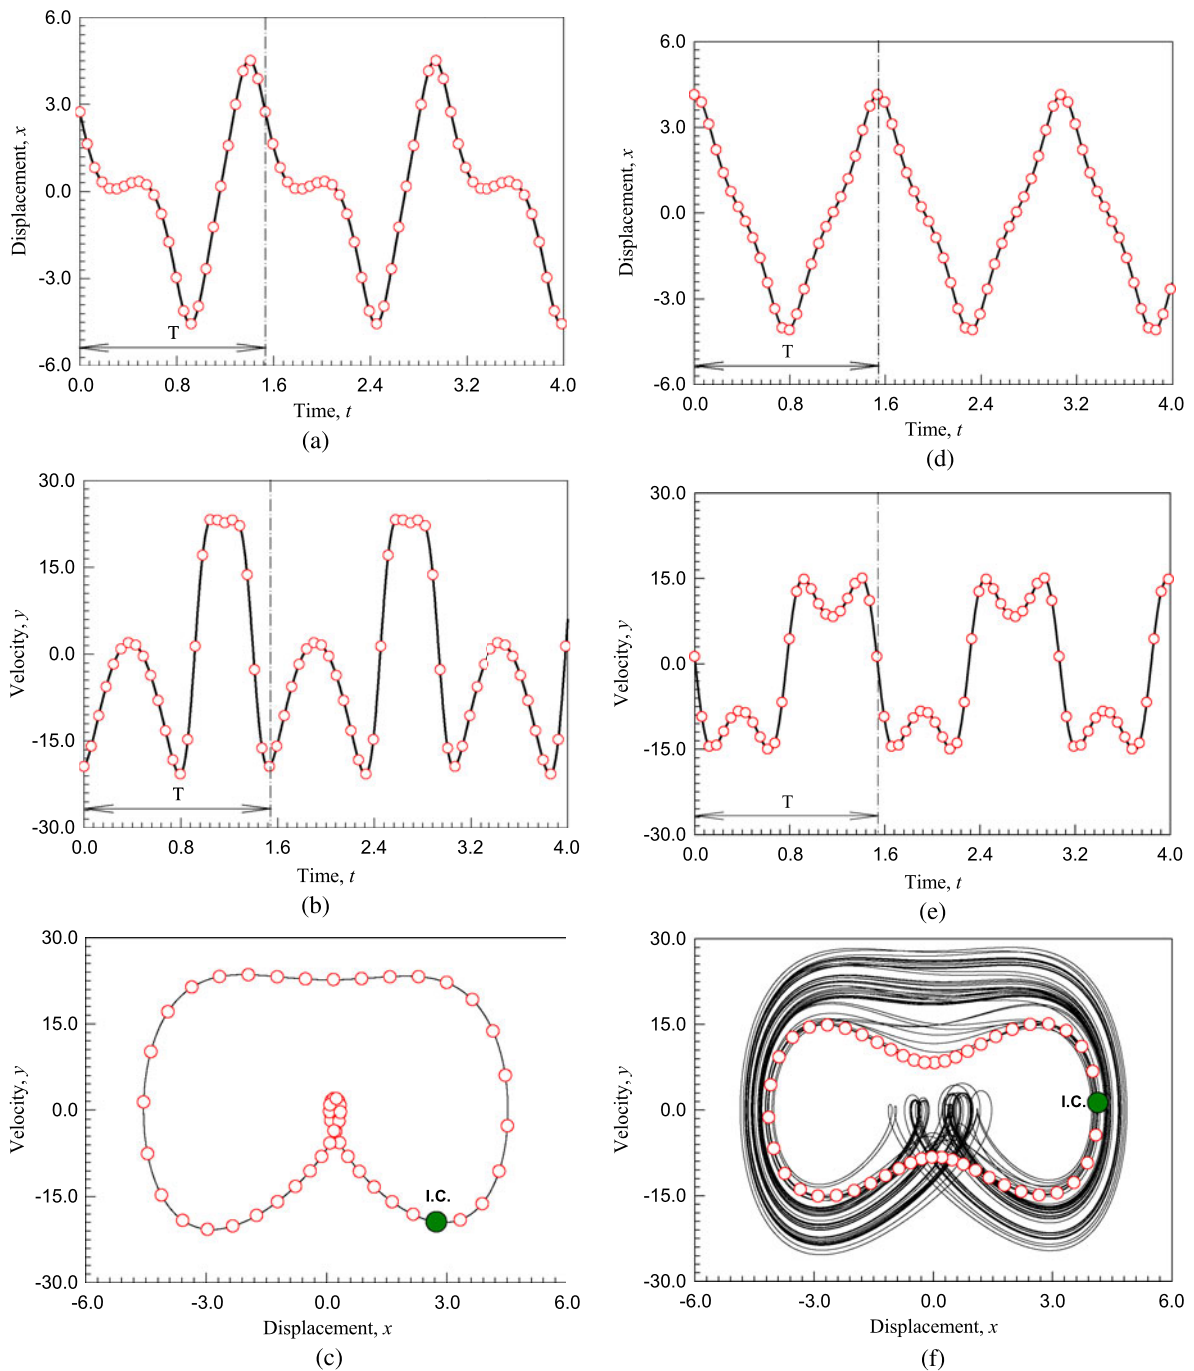 6.0
3.0
0.0
-3.0
-6.0
Displacement, x
T
0.0 0.8 1.6 2.4 3.2 4.0
Time, t
(a)
6.0
3.0
0.0
-3.0
-6.0
Displacement, x
T
0.0 0.8 1.6 2.4 3.2 4.0
Time, t
(d)
30.0
15.0
0.0
-15.0
-30.0
Velocity, y
T
0.0 0.8 1.6 2.4 3.2 4.0
Time, t
(b)
30.0
15.0
0.0
-15.0
-30.0
Velocity, y
T
0.0 0.8 1.6 2.4 3.2 4.0
Time, t
(e)
30.0
15.0
0.0
-15.0
-30.0
Velocity, y
I.C.
-6.0 -3.0 0.0 3.0 6.0
Displacement, x
(c)
30.0
15.0
0.0
-15.0
-30.0
Velocity, y
I.C.
-6.0 -3.0 0.0 3.0 6.0
Displacement, x
(f)